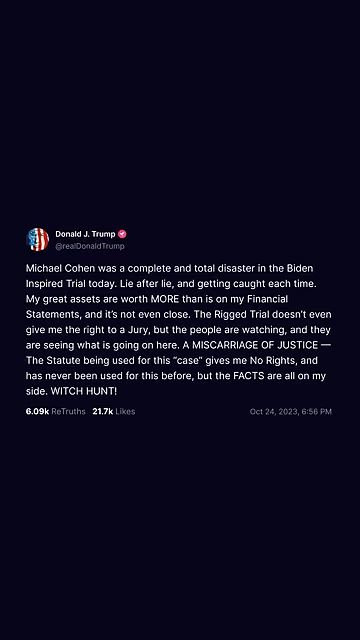 Donald J. Trump
@realDonaldTrump
Michael Cohen was a complete and total disaster in the Biden
Inspired Trial today. Lie after lie, and getting caught each time.
My great assets are worth MORE than is on my Financial
Statements, and it's not even close. The Rigged Trial doesn't even
give me the right to a Jury, but the people are watching, and they
are seeing what is going on here. A MISCARRIAGE OF JUSTICE —
The Statute being used for this “case” gives me No Rights, and
has never been used for this before, but the FACTS are all on my
side. WITCH HUNT!
6.09k ReTruths 21.7k Likes Oct 24, 2023, 6:56 PM